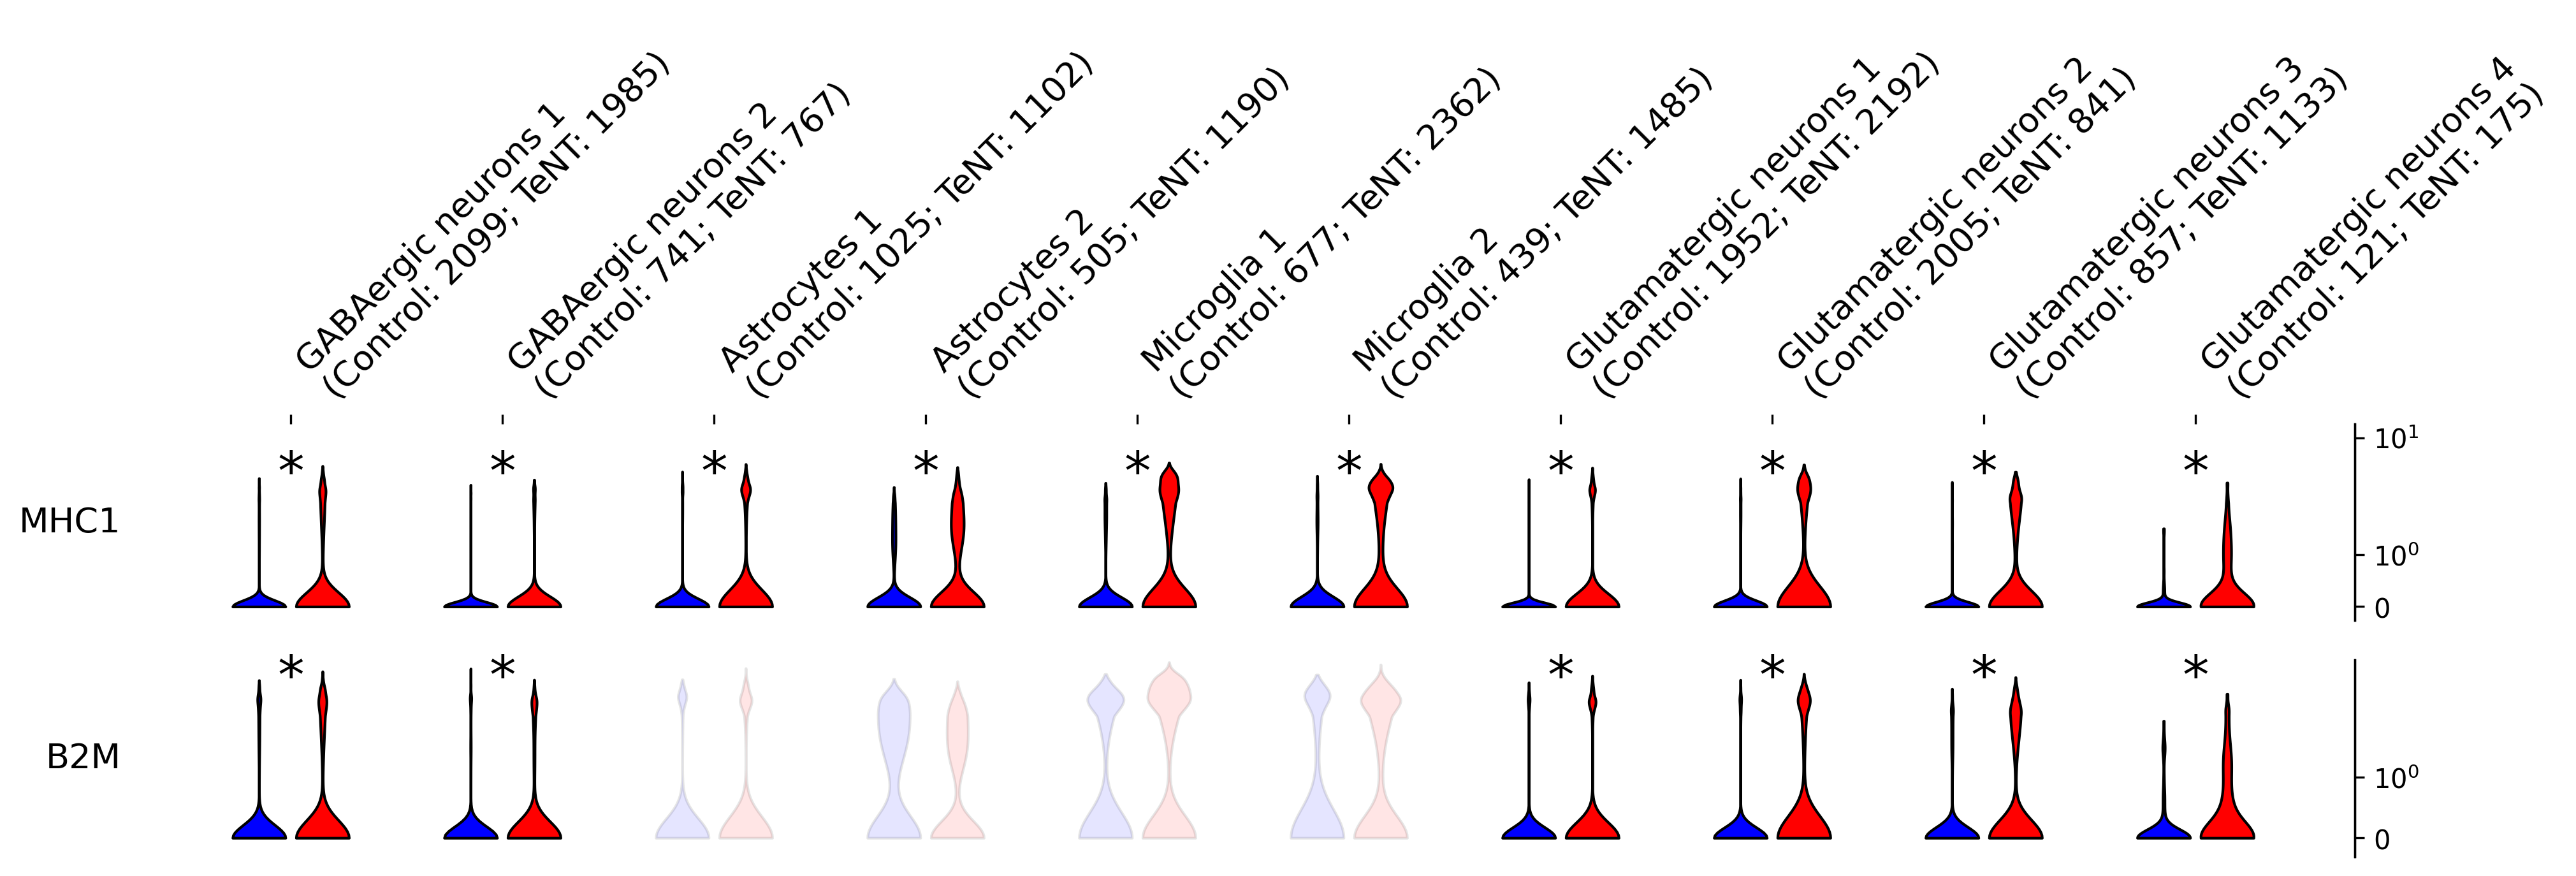 GABAergic neurons 1
(Control: 2099; TeNT: 1985)
GABAergic neurons 2
(Control: 741; TeNT: 767)
Astrocytes 1
(Control: 1025; TeNT: 1102)
Astrocytes 2
(Control: 505; TeNT: 1190)
Microglia 1
(Control: 677; TeNT: 2362)
Microglia 2
(Control: 439; TeNT: 1485)
Glutamatergic neurons 1
(Control: 1952; TeNT: 2192)
Glutamatergic neurons 2
(Control: 2005; TeNT: 841)
Glutamatergic neurons 3
(Control: 857; TeNT: 1133)
Glutamatergic neurons 4
(Control: 121; TeNT: 175)
* * * * * * * * * *
MHC1
10¹
10⁰
0
* * * * * *
B2M
10⁰
0